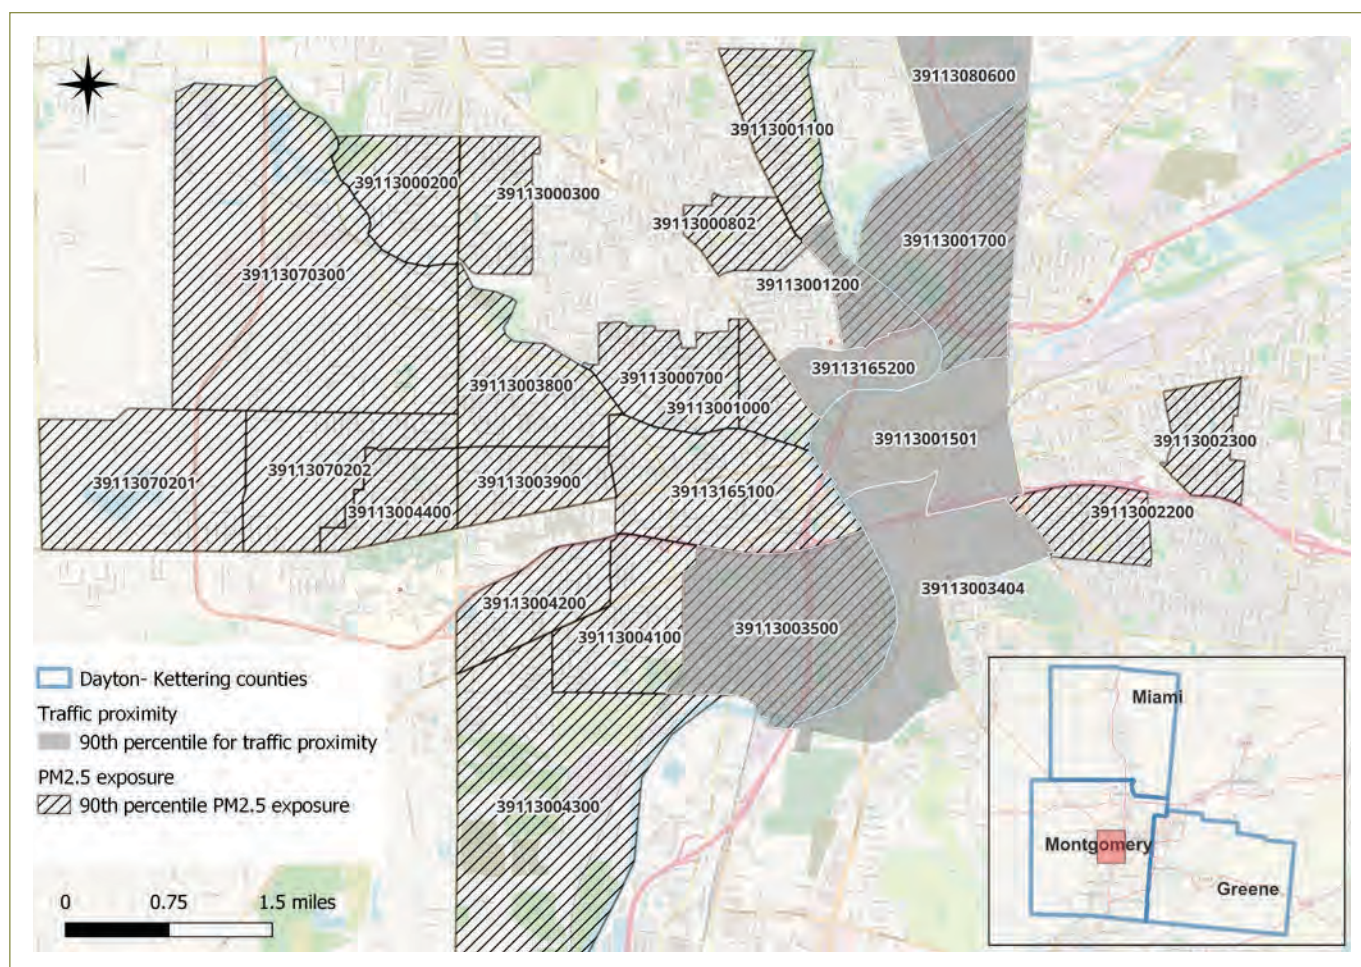 39113080600
39113001100
39113000200
39113000300
39113000802
39113001700
39113070300
39113001200
39113165200
39113003800
39113000700
39113001000
39113001501
39113002300
39113070202
39113070201
39113003900
39113165100
39113004400
39113002200
39113003404
39113004200
39113004100
39113003500
39113004300
Dayton- Kettering counties
Traffic proximity
90th percentile for traffic proximity
PM2.5 exposure
90th percentile PM2.5 exposure
0 0.75 1.5 miles
Miami
Montgomery
Greene